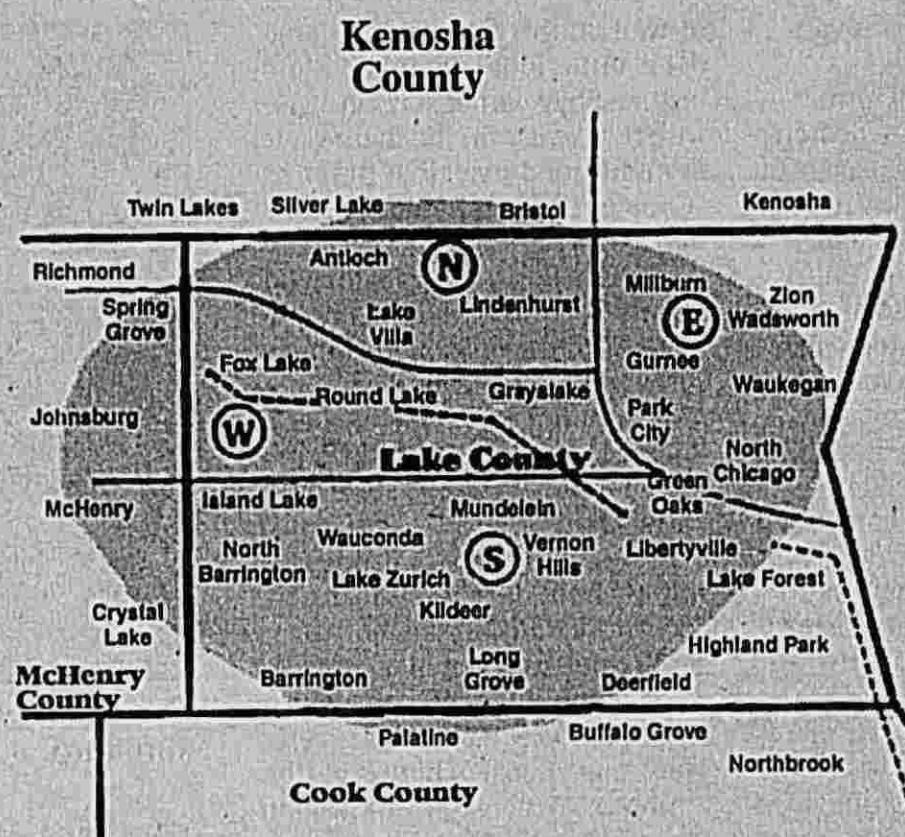 Kenosha
County
Twin Lakes
Silver Lake
Bristol
Kenosha
Richmond
Antioch
N
Millburn
Spring
Grove
Lake
Villa
Lindenhurst
E
Zion
Wadsworth
Fox Lake
Gurnee
Round Lake
Grayslake
Waukegan
Johnsburg
W
Park
City
Lake County
North
Chicago
McHenry
Island Lake
Mundelein
Green
Oaks
North
Barrington
Wauconda
Lake Zurich
S
Vernon
Hills
Libertyville
Lake Forest
Kildeer
Crystal
Lake
Highland Park
McHenry
County
Barrington
Long
Grove
Deerfield
Palatine
Buffalo Grove
Northbrook
Cook County